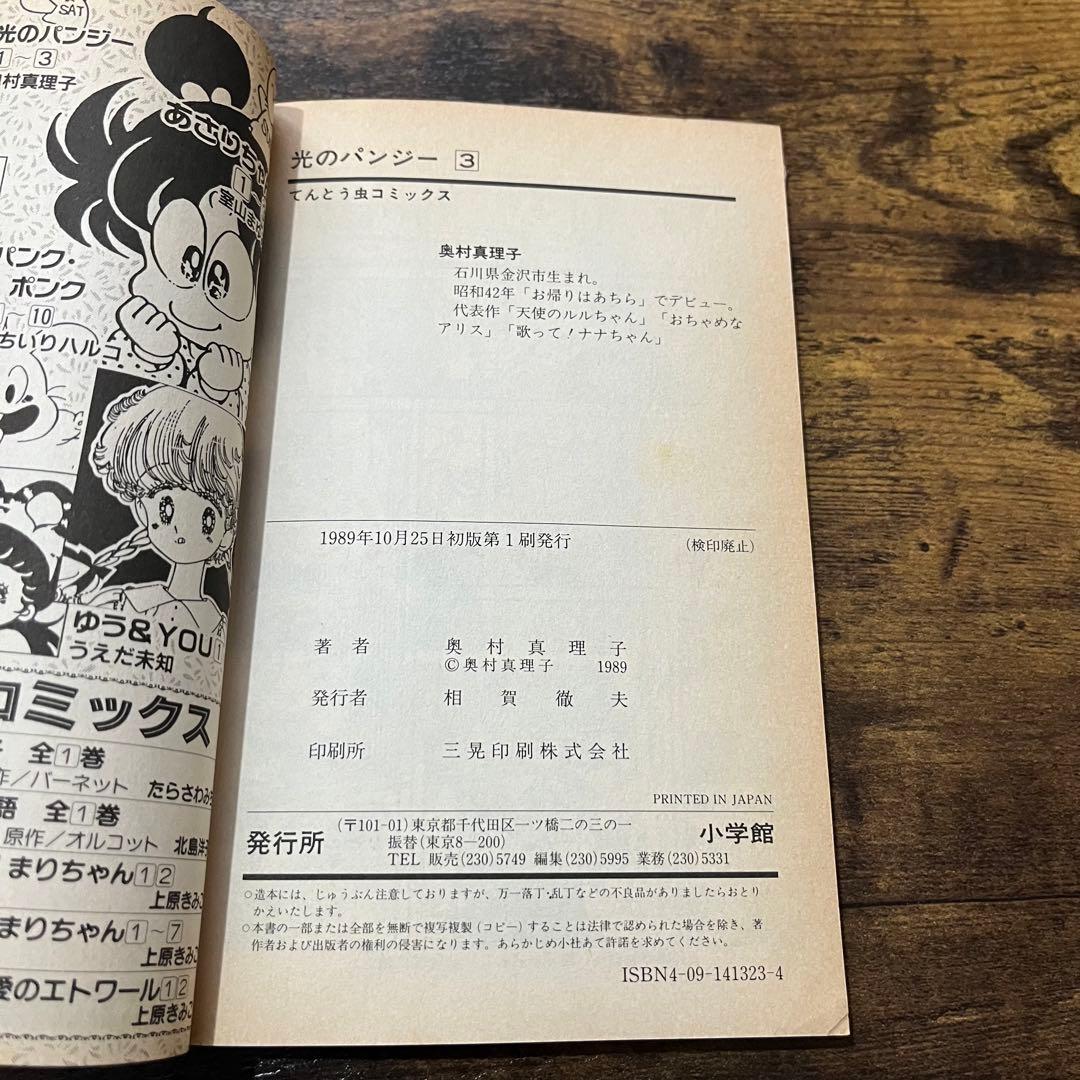 SAT
光のパンジー
1～3
村真理子
あさりちゃん
1
室山ま
パンク・
ポンク
～10
ちいりハルコ
ゆう&YOU 1
うえだ未知
コミックス
全1巻
作／バーネット たらさわみ
語 全1巻
原作／オルコット 北島洋子
まりちゃん1 2
上原きみこ
まりちゃん1～7
上原きみこ
愛のエトワール1 2
上原きみこ
光のパンジー 3
てんとう虫コミックス
奥村真理子
石川県金沢市生まれ。
昭和42年「お帰りはあちら」でデビュー。
代表作「天使のルルちゃん」「おちゃめな
アリス」「歌って！ナナちゃん」
1989年10月25日初版第1刷発行 (検印廃止)
著者 奥村真理子
©奥村真理子 1989
発行者 相賀徹夫
印刷所 三晃印刷株式会社
PRINTED IN JAPAN
発行所 (〒101-01)東京都千代田区一ツ橋二の三の一 小学館
振替(東京8—200)
TEL 販売(230)5749 編集(230)5995 業務(230)5331
○造本には、じゅうぶん注意しておりますが、万一落丁・乱丁などの不良品がありましたらおとり
かえいたします。
○本書の一部または全部を無断で複写複製(コピー)することは法律で認められた場合を除き、著
作者および出版者の権利の侵害になります。あらかじめ小社あて許諾を求めてください。
ISBN4-09-141323-4